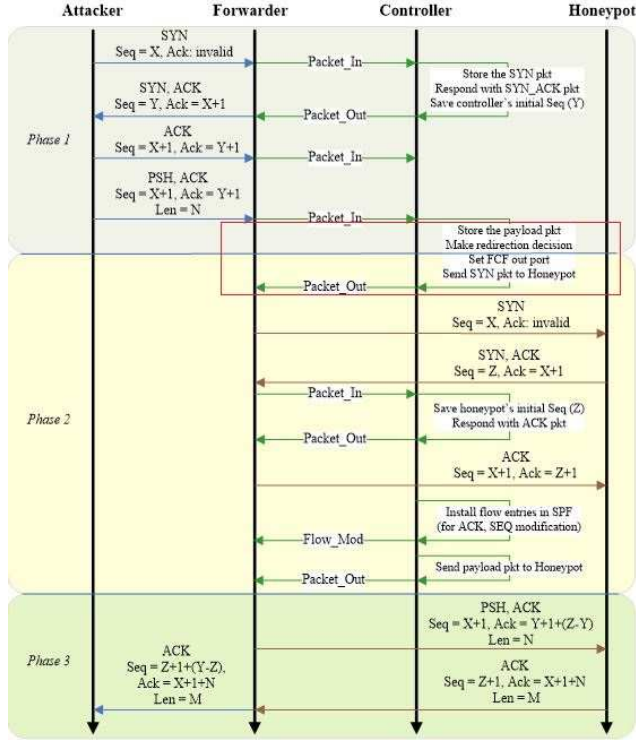 Attacker Forwarder Controller Honeypot
SYN
Seq = X, Ack: invalid
Packet_In
Store the SYN pkt
Respond with SYN_ACK pkt
Save controller's initial Seq (Y)
SYN, ACK
Seq = Y, Ack = X+1
Packet_Out
Phase 1
ACK
Seq = X+1, Ack = Y+1
Packet_In
PSH, ACK
Seq = X+1, Ack = Y+1
Len = N
Packet_In
Store the payload pkt
Make redirection decision
Set FCF out port
Send SYN pkt to Honeypot
Packet_Out
SYN
Seq = X, Ack: invalid
SYN, ACK
Seq = Z, Ack = X+1
Packet_In
Phase 2
Save honeypot's initial Seq (Z)
Respond with ACK pkt
Packet_Out
ACK
Seq = X+1, Ack = Z+1
Install flow entries in SPF
(for ACK, SEQ modification)
Flow_Mod
Send payload pkt to Honeypot
Packet_Out
PSH, ACK
Seq = X+1, Ack = Y+1+(Z-Y)
Len = N
Phase 3
ACK
Seq = Z+1+(Y-Z),
Ack = X+1+N
Len = M
ACK
Seq = Z+1, Ack = X+1+N
Len = M